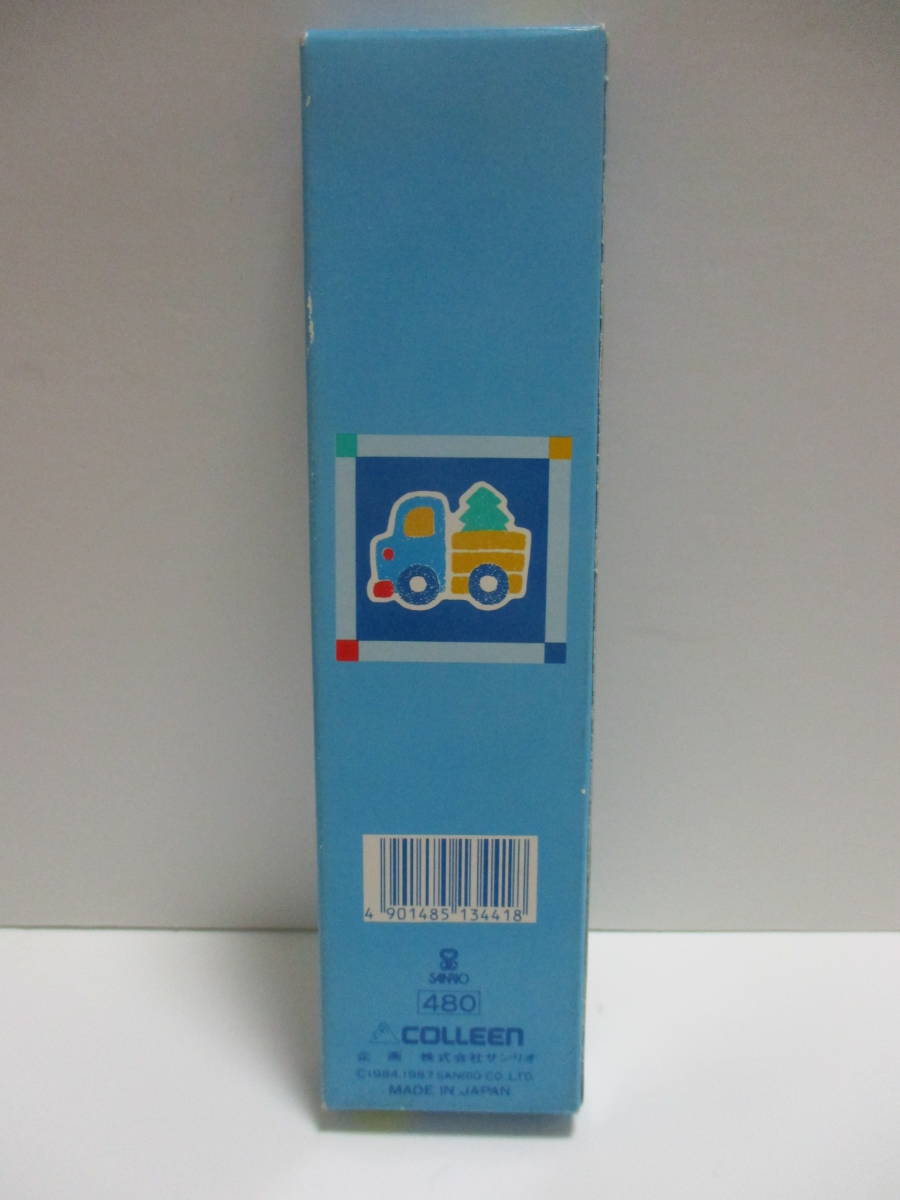 4 901485 134418
SANRIO
480
COLLEEN
企画 株式会社サンリオ
©1984,1987 SANRIO CO.,LTD.
MADE IN JAPAN